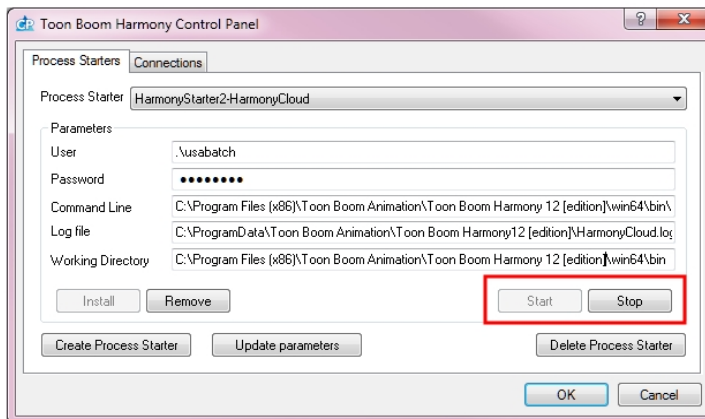 Toon Boom Harmony Control Panel
Process Starters Connections
Process Starter HarmonyStarter2-HarmonyCloud
Parameters
User .\usabatch
Password ••••••••
Command Line C:\Program Files (x86)\Toon Boom Animation\Toon Boom Harmony 12 [edition]\win64\bin\
Log file C:\ProgramData\Toon Boom Animation\Toon Boom Harmony12 [edition]\HarmonyCloud.log
Working Directory C:\Program Files (x86)\Toon Boom Animation\Toon Boom Harmony 12 [edition]\win64\bin
Install Remove Start Stop
Create Process Starter Update parameters Delete Process Starter
OK Cancel